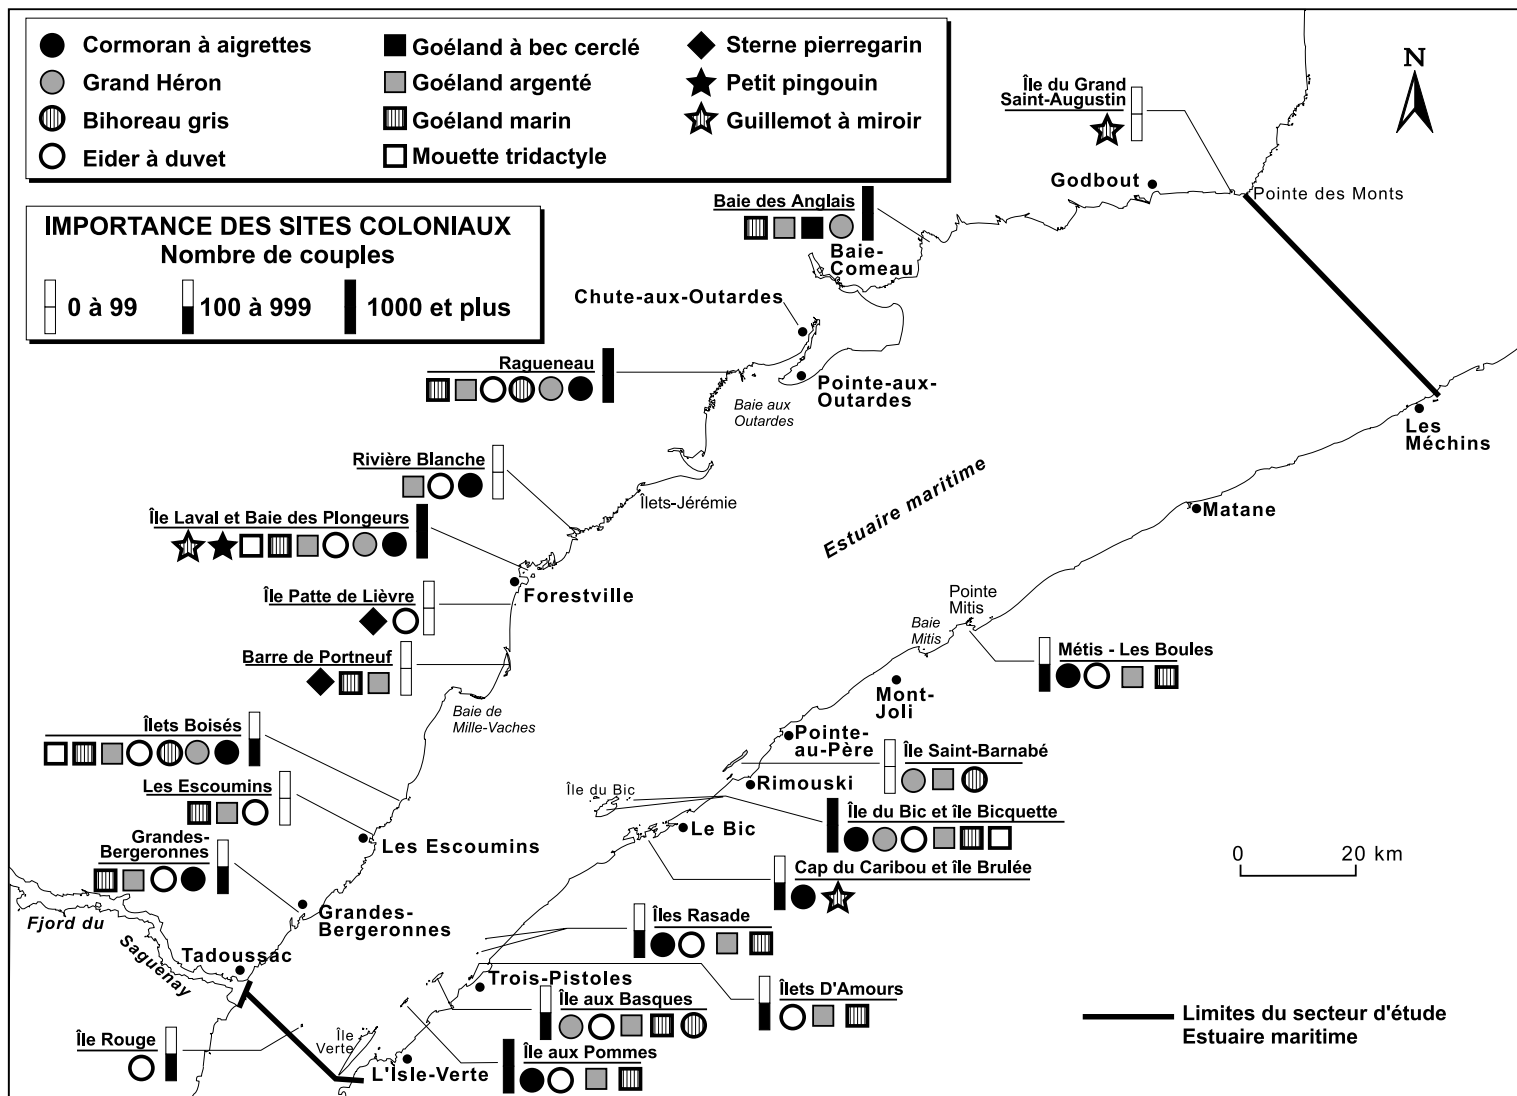 Cormoran à aigrettes
Grand Héron
Bihoreau gris
Eider à duvet
Goéland à bec cerclé
Goéland argenté
Goéland marin
Mouette tridactyle
Sterne pierregarin
Petit pingouin
Guillemot à miroir
IMPORTANCE DES SITES COLONIAUX
Nombre de couples
0 à 99
100 à 999
1000 et plus
Île du Grand
Saint-Augustin
N
Godbout
Pointe des Monts
Baie des Anglais
Baie-
Comeau
Chute-aux-Outardes
Ragueneau
Pointe-aux-
Outardes
Baie aux
Outardes
Les
Méchins
Rivière Blanche
Îlets-Jérémie
Estuaire maritime
Matane
Île Laval et Baie des Plongeurs
Forestville
Île Patte de Lièvre
Pointe
Mitis
Baie
Mitis
Barre de Portneuf
Métis - Les Boules
Mont-
Joli
Baie de
Mille-Vaches
Îlets Boisés
Pointe-
au-Père
Île Saint-Barnabé
Rimouski
Les Escoumins
Île du Bic
Île du Bic et île Bicquette
Le Bic
Les Escoumins
Grandes-
Bergeronnes
Cap du Caribou et île Brulée
0 20 km
Grandes-
Bergeronnes
Fjord du
Saguenay
Îles Rasade
Tadoussac
Trois-Pistoles
Îlets D'Amours
Île aux Basques
Île Rouge
Île
Verte
Île aux Pommes
L'Isle-Verte
Limites du secteur d'étude
Estuaire maritime